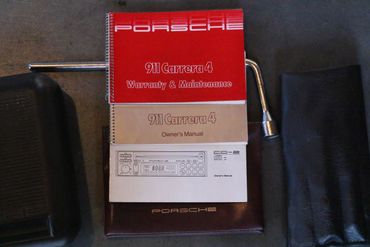 PORSCHE
911 Carrera 4
Warranty & Maintenance
911 Carrera 4
Owner's Manual
PORSCHE